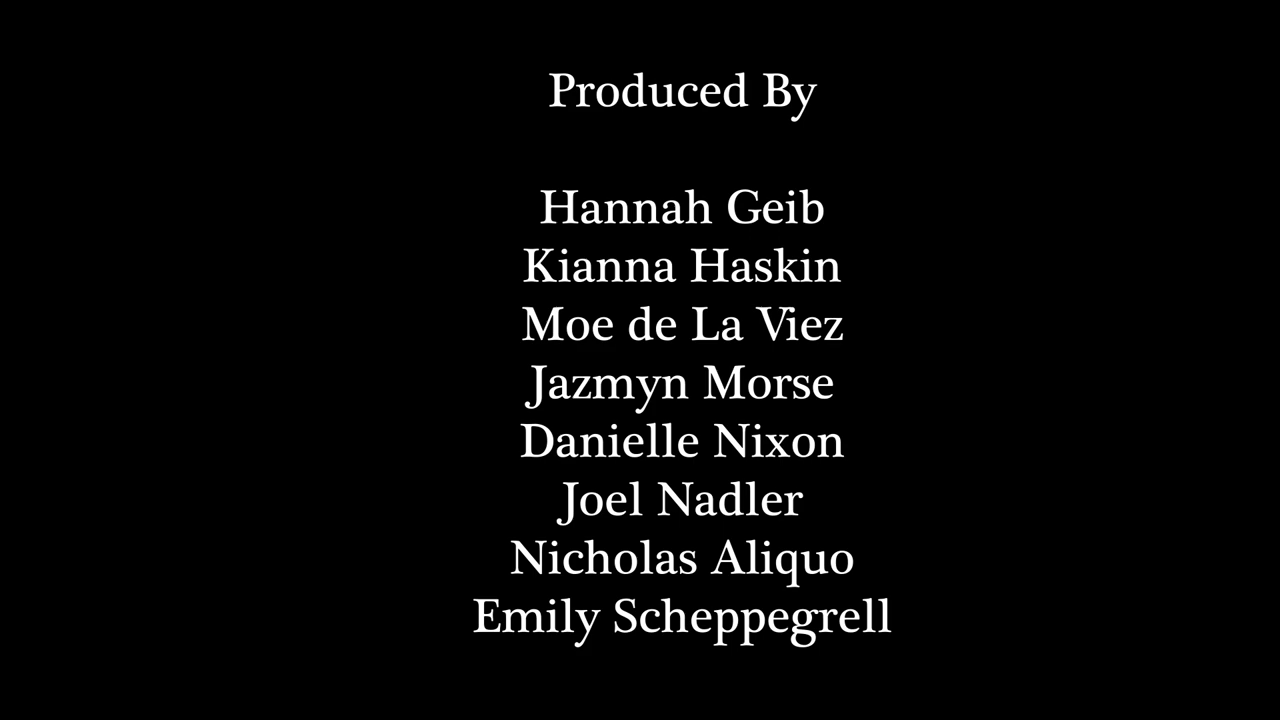 Produced By
Hannah Geib
Kianna Haskin
Moe de La Viez
Jazmyn Morse
Danielle Nixon
Joel Nadler
Nicholas Aliquo
Emily Scheppegrell